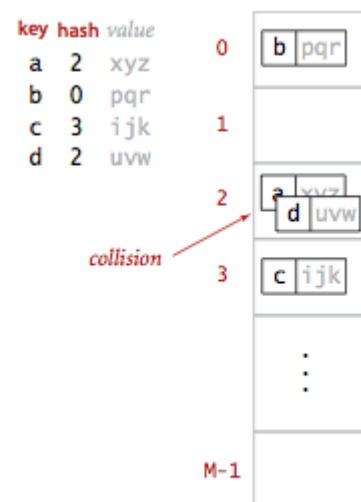 key hash value
a 2 xyz
b 0 pqr
c 3 ijk
d 2 uvw
collision
0 b pqr
1
2 a xyz
d uvw
3 c ijk
M-1